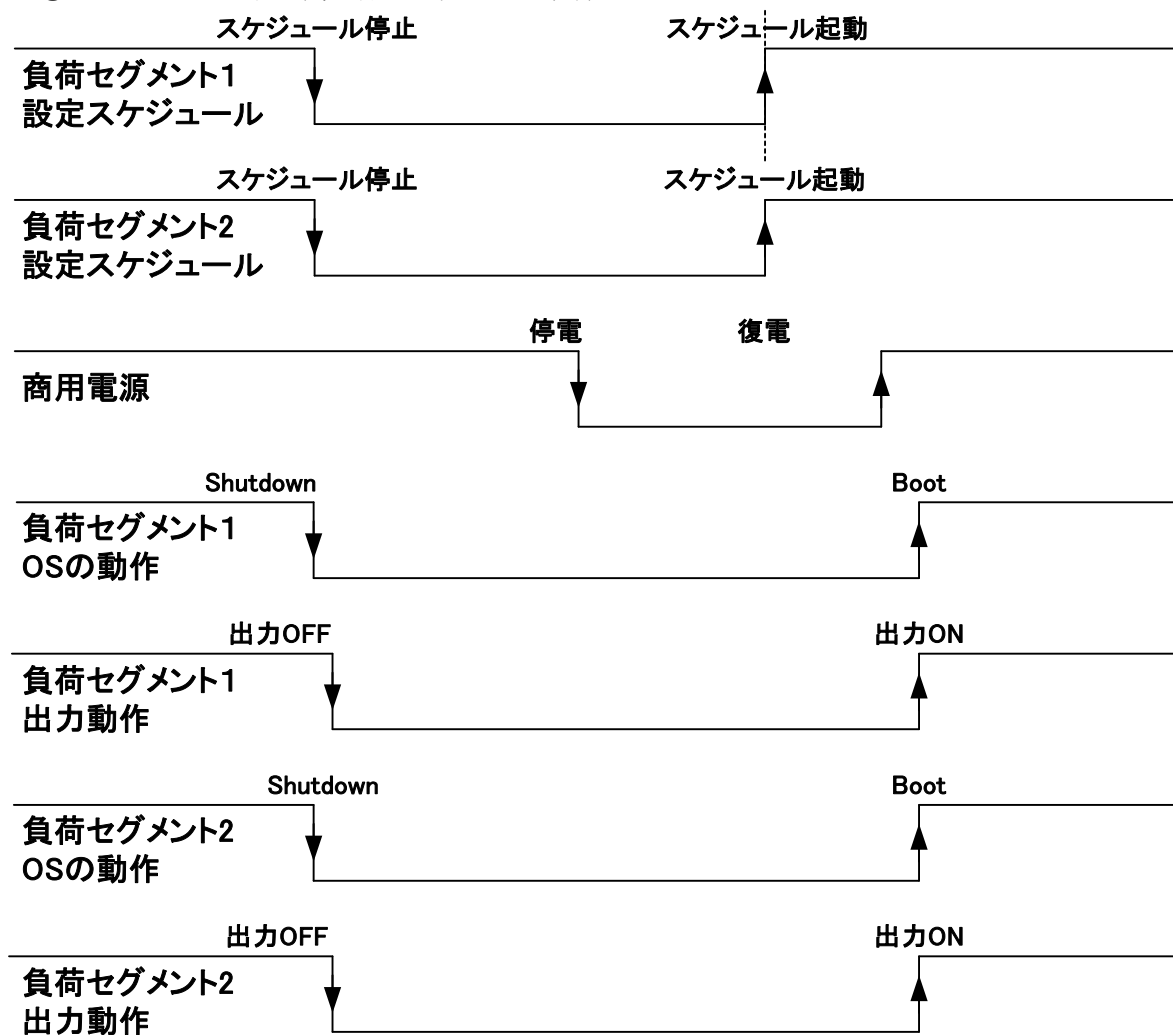 スケジュール停止 スケジュール起動
負荷セグメント1
設定スケジュール
スケジュール停止 スケジュール起動
負荷セグメント2
設定スケジュール
停電 復電
商用電源
Shutdown Boot
負荷セグメント1
OSの動作
出力OFF 出力ON
負荷セグメント1
出力動作
Shutdown Boot
負荷セグメント2
OSの動作
出力OFF 出力ON
負荷セグメント2
出力動作